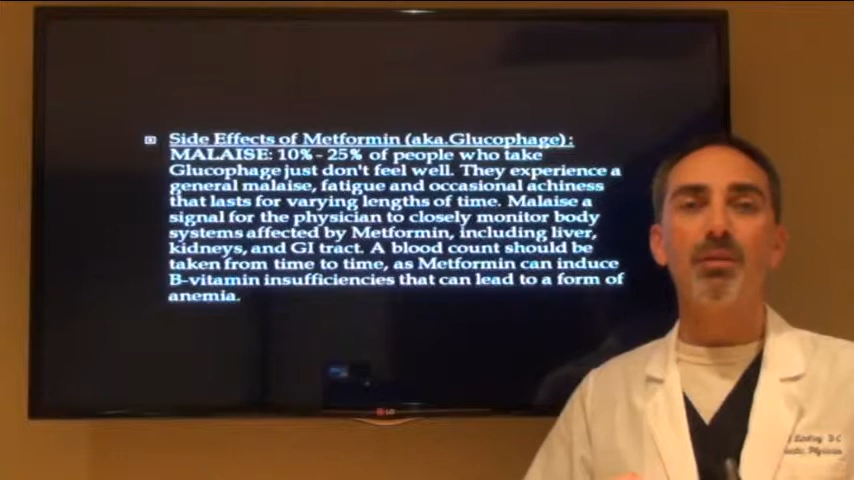 Side Effects of Metformin (aka.Glucophage):
MALAISE: 10% - 25% of people who take
Glucophage just don't feel well. They experience a
general malaise, fatigue and occasional achiness
that lasts for varying lengths of time. Malaise a
signal for the physician to closely monitor body
systems affected by Metformin, including liver,
kidneys, and GI tract. A blood count should be
taken from time to time, as Metformin can induce
B-vitamin insufficiencies that can lead to a form of
anemia.
LG
D C
Physician